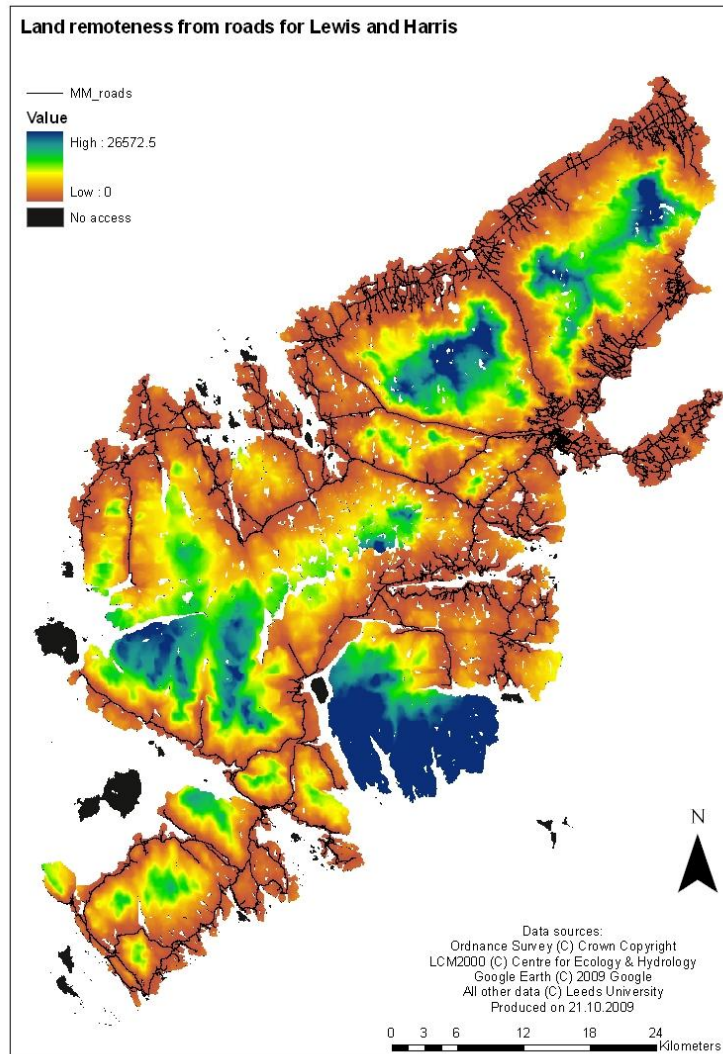 Land remoteness from roads for Lewis and Harris
MM_roads
Value
High : 26572.5
Low : 0
No access
N
Data sources:
Ordnance Survey (C) Crown Copyright
LCM2000 (C) Centre for Ecology & Hydrology
Google Earth (C) 2009 Google
All other data (C) Leeds University
Produced on 21.10.2009
0 3 6 12 18 24
Kilometers